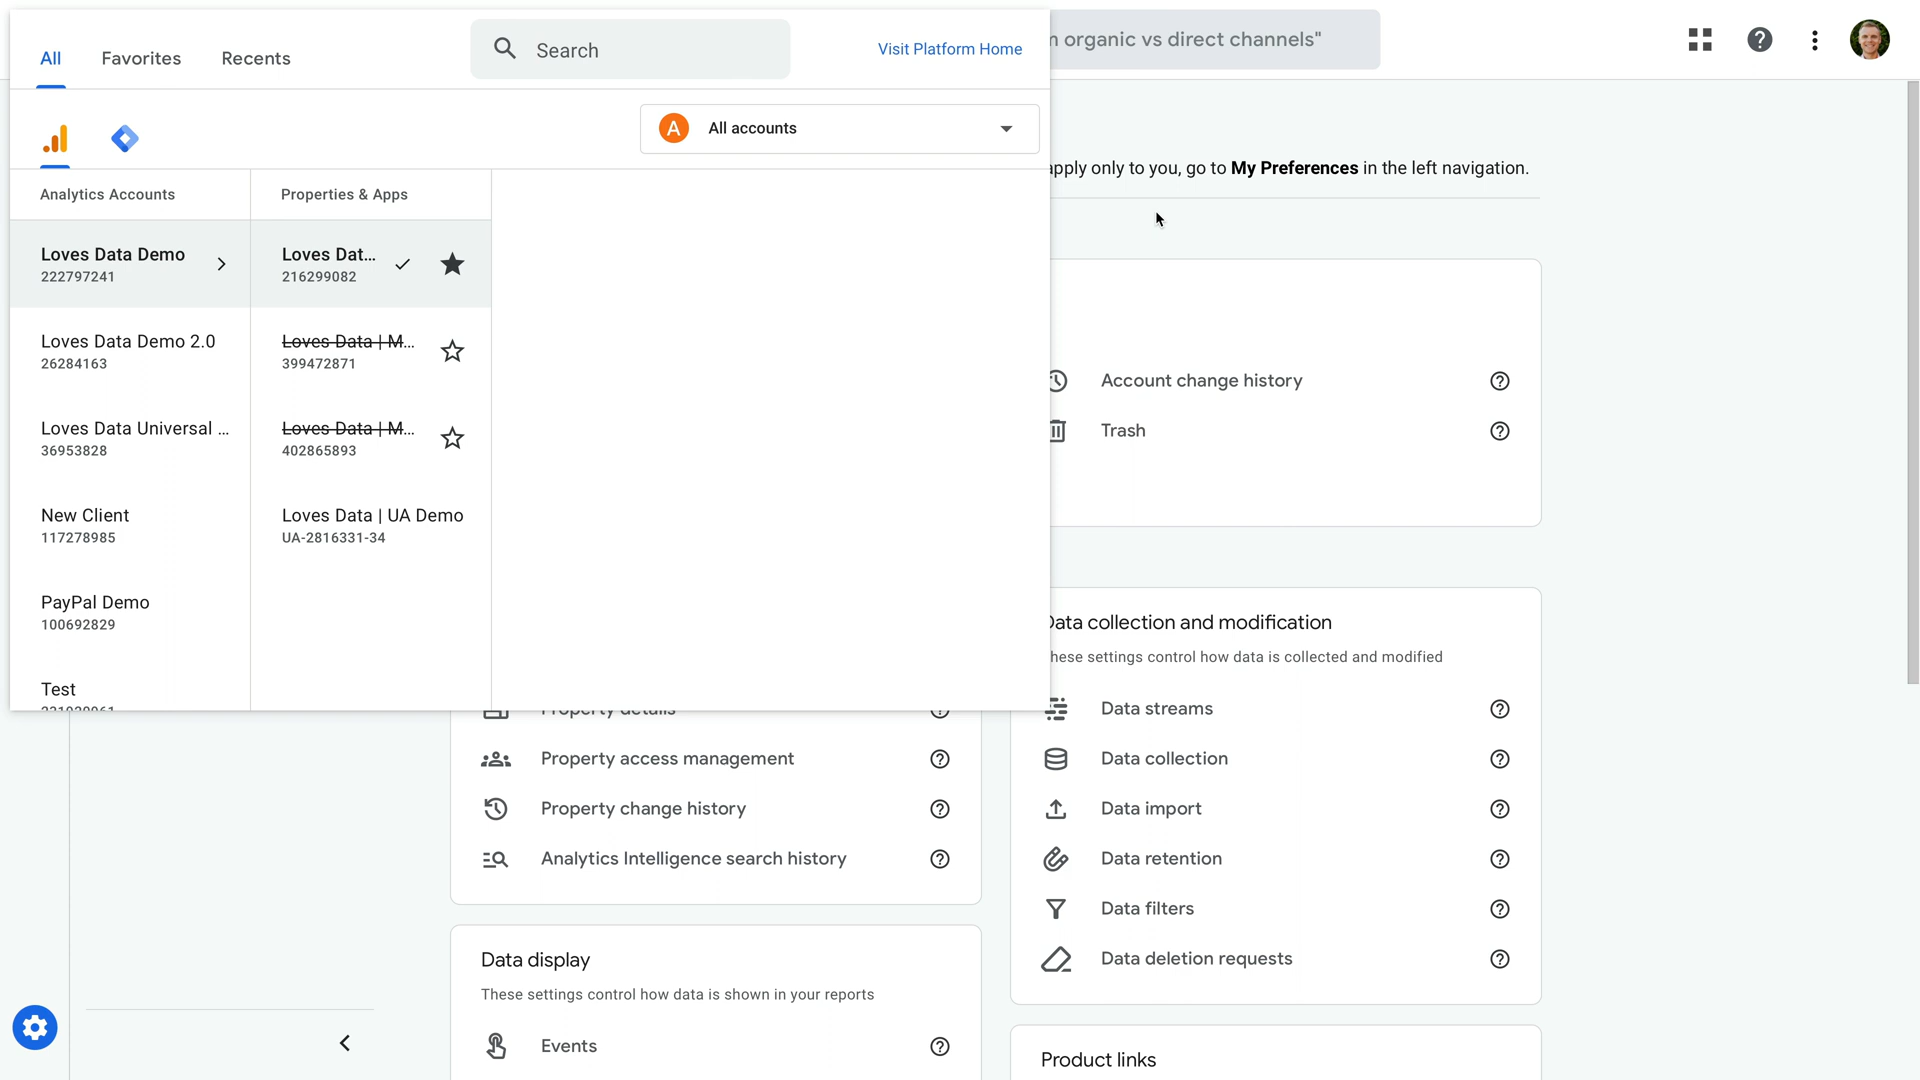 All
Favorites
Recents
Search
Visit Platform Home
organic vs direct channels"
A All accounts
apply only to you, go to My Preferences in the left navigation.
Analytics Accounts
Properties & Apps
Loves Data Demo
222797241
Loves Dat...
216299082
Loves Data Demo 2.0
26284163
Loves Data | M...
399472871
Loves Data Universal ...
36953828
Loves Data | M...
402865893
New Client
117278985
Loves Data | UA Demo
UA-2816331-34
PayPal Demo
100692829
Test
Account change history
Trash
Property details
Property access management
Property change history
Analytics Intelligence search history
Data display
These settings control how data is shown in your reports
Events
Data collection and modification
These settings control how data is collected and modified
Data streams
Data collection
Data import
Data retention
Data filters
Data deletion requests
Product links